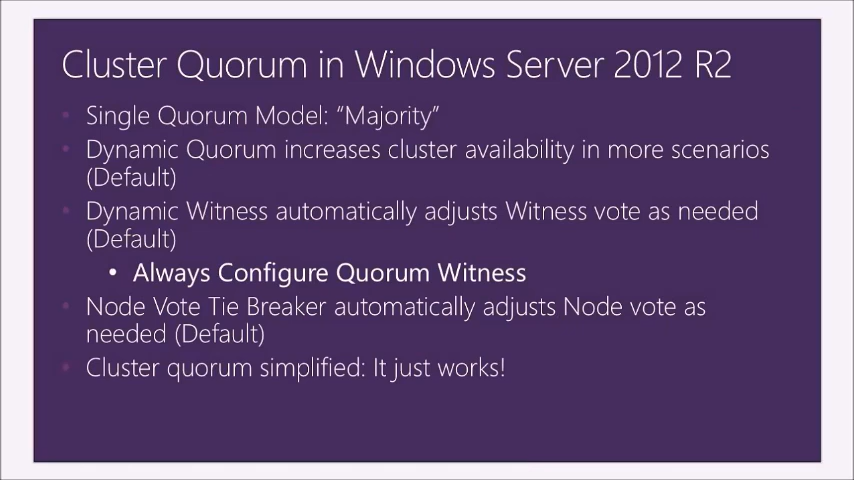 Cluster Quorum in Windows Server 2012 R2
• Single Quorum Model: “Majority”
• Dynamic Quorum increases cluster availability in more scenarios
(Default)
• Dynamic Witness automatically adjusts Witness vote as needed
(Default)
• Always Configure Quorum Witness
• Node Vote Tie Breaker automatically adjusts Node vote as
needed (Default)
• Cluster quorum simplified: It just works!